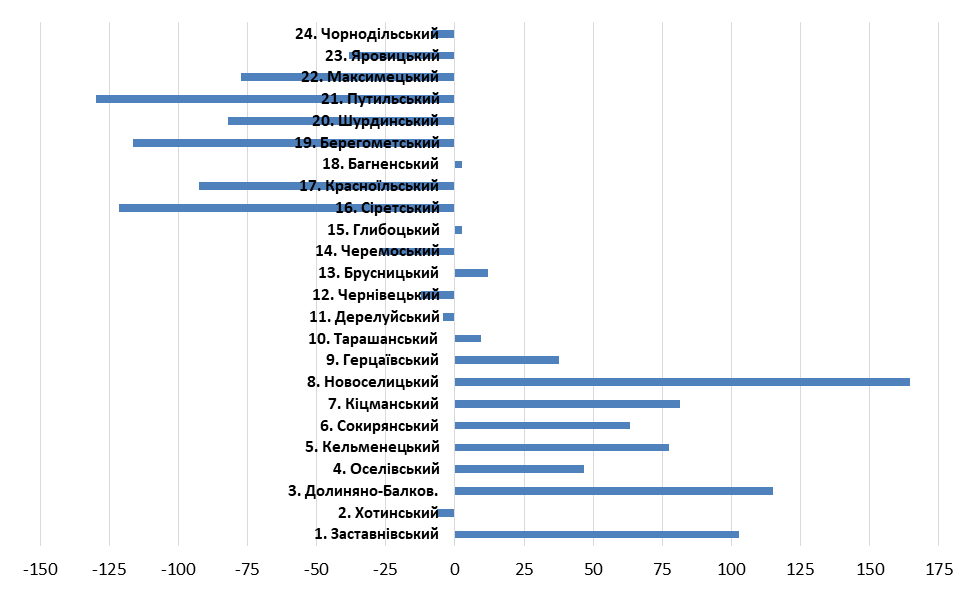 24. Чорнодільський
23. Яровицький
22. Максимецький
21. Путильський
20. Шурдинський
19. Берегометський
18. Багненський
17. Красноїльський
16. Сіретський
15. Глибоцький
14. Черемоський
13. Брусницький
12. Чернівецький
11. Дерелуйський
10. Тарашанський
9. Герцаївський
8. Новоселицький
7. Кіцманський
6. Сокирянський
5. Кельменецький
4. Оселівський
3. Долиняно-Балков.
2. Хотинський
1. Заставнівський
-150 -125 -100 -75 -50 -25 0 25 50 75 100 125 150 175